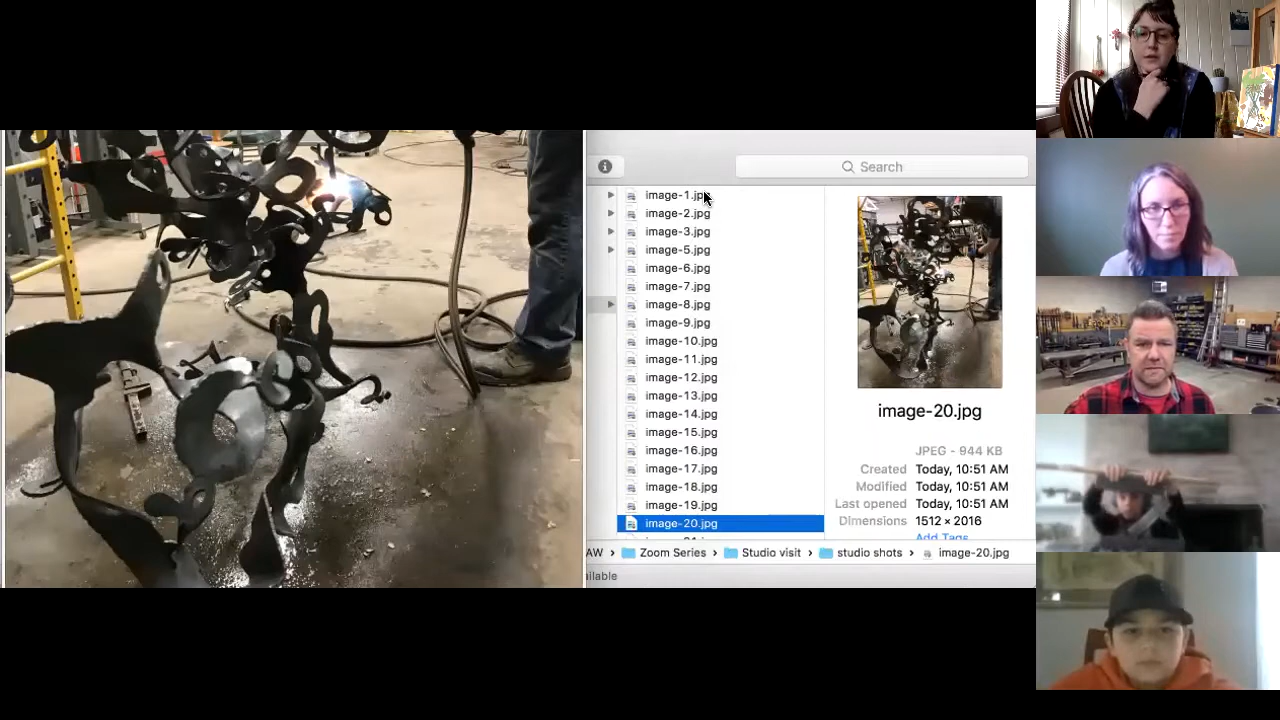 Search
image-1.jpg
image-2.jpg
image-3.jpg
image-5.jpg
image-6.jpg
image-7.jpg
image-8.jpg
image-9.jpg
image-10.jpg
image-11.jpg
image-12.jpg
image-13.jpg
image-14.jpg
image-15.jpg
image-16.jpg
image-17.jpg
image-18.jpg
image-19.jpg
image-20.jpg
image-20.jpg
JPEG - 944 KB
Created Today, 10:51 AM
Modified Today, 10:51 AM
Last opened Today, 10:51 AM
Dimensions 1512 × 2016
Add Tags
AW › Zoom Series › Studio visit › studio shots › image-20.jpg
ilable